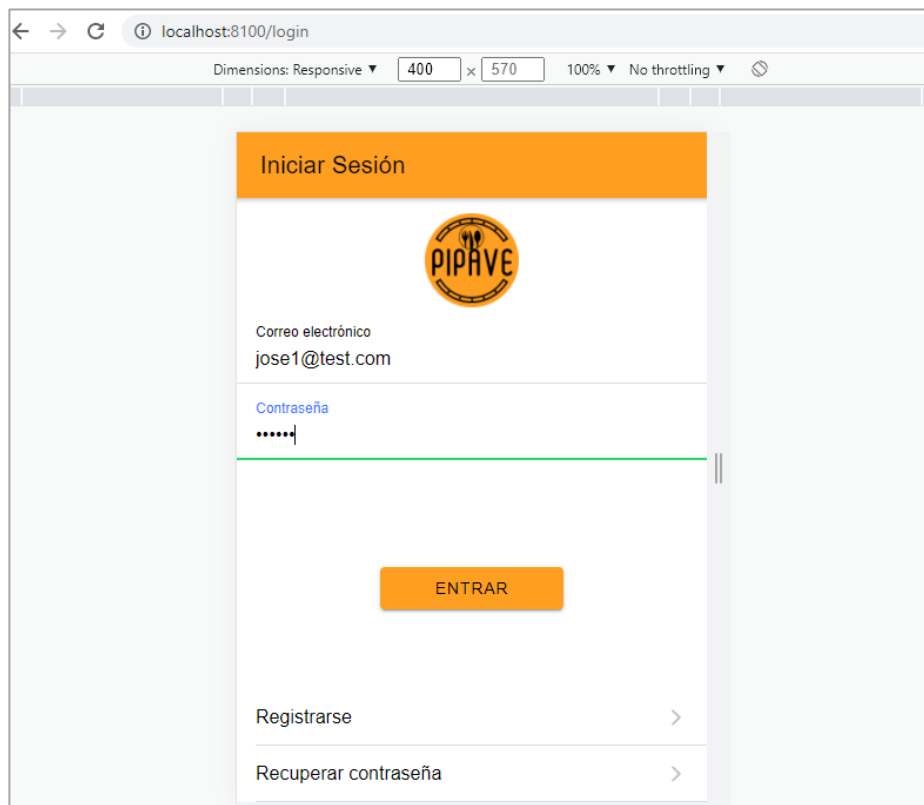 localhost:8100/login
Dimensions: Responsive ▼ 400 × 570 100% ▼ No throttling ▼
Iniciar Sesión
PIPAVE
Correo electrónico
jose1@test.com
Contraseña
••••••
ENTRAR
Registrarse
Recuperar contraseña